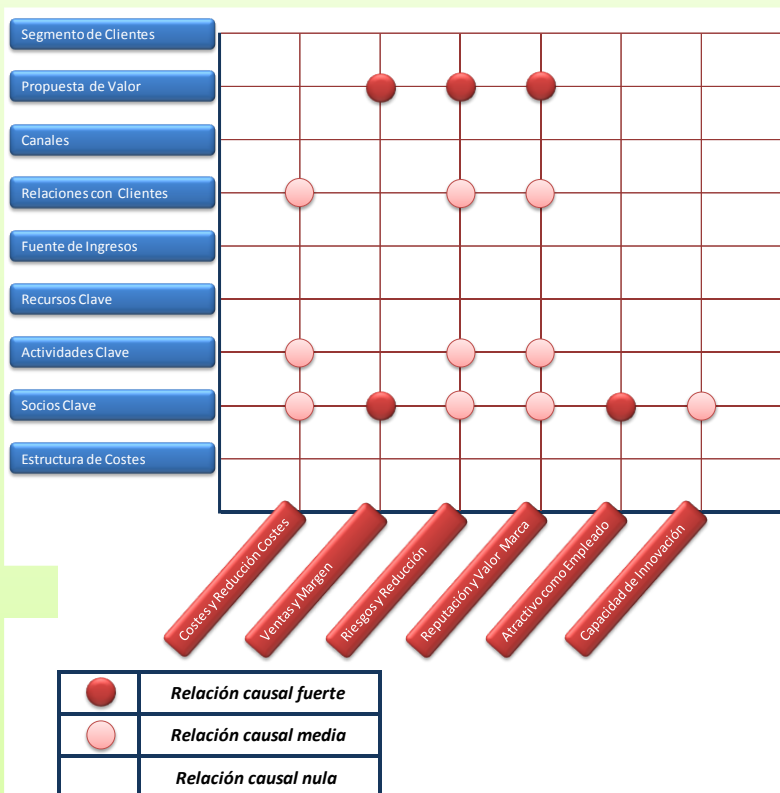 Segmento de Clientes
Propuesta de Valor
Canales
Relaciones con Clientes
Fuente de Ingresos
Recursos Clave
Actividades Clave
Socios Clave
Estructura de Costes
Costes y Reducción Costes
Ventas y Margen
Riesgos y Reducción
Reputación y Valor Marca
Atractivo como Empleado
Capacidad de Innovación
Relación causal fuerte
Relación causal media
Relación causal nula